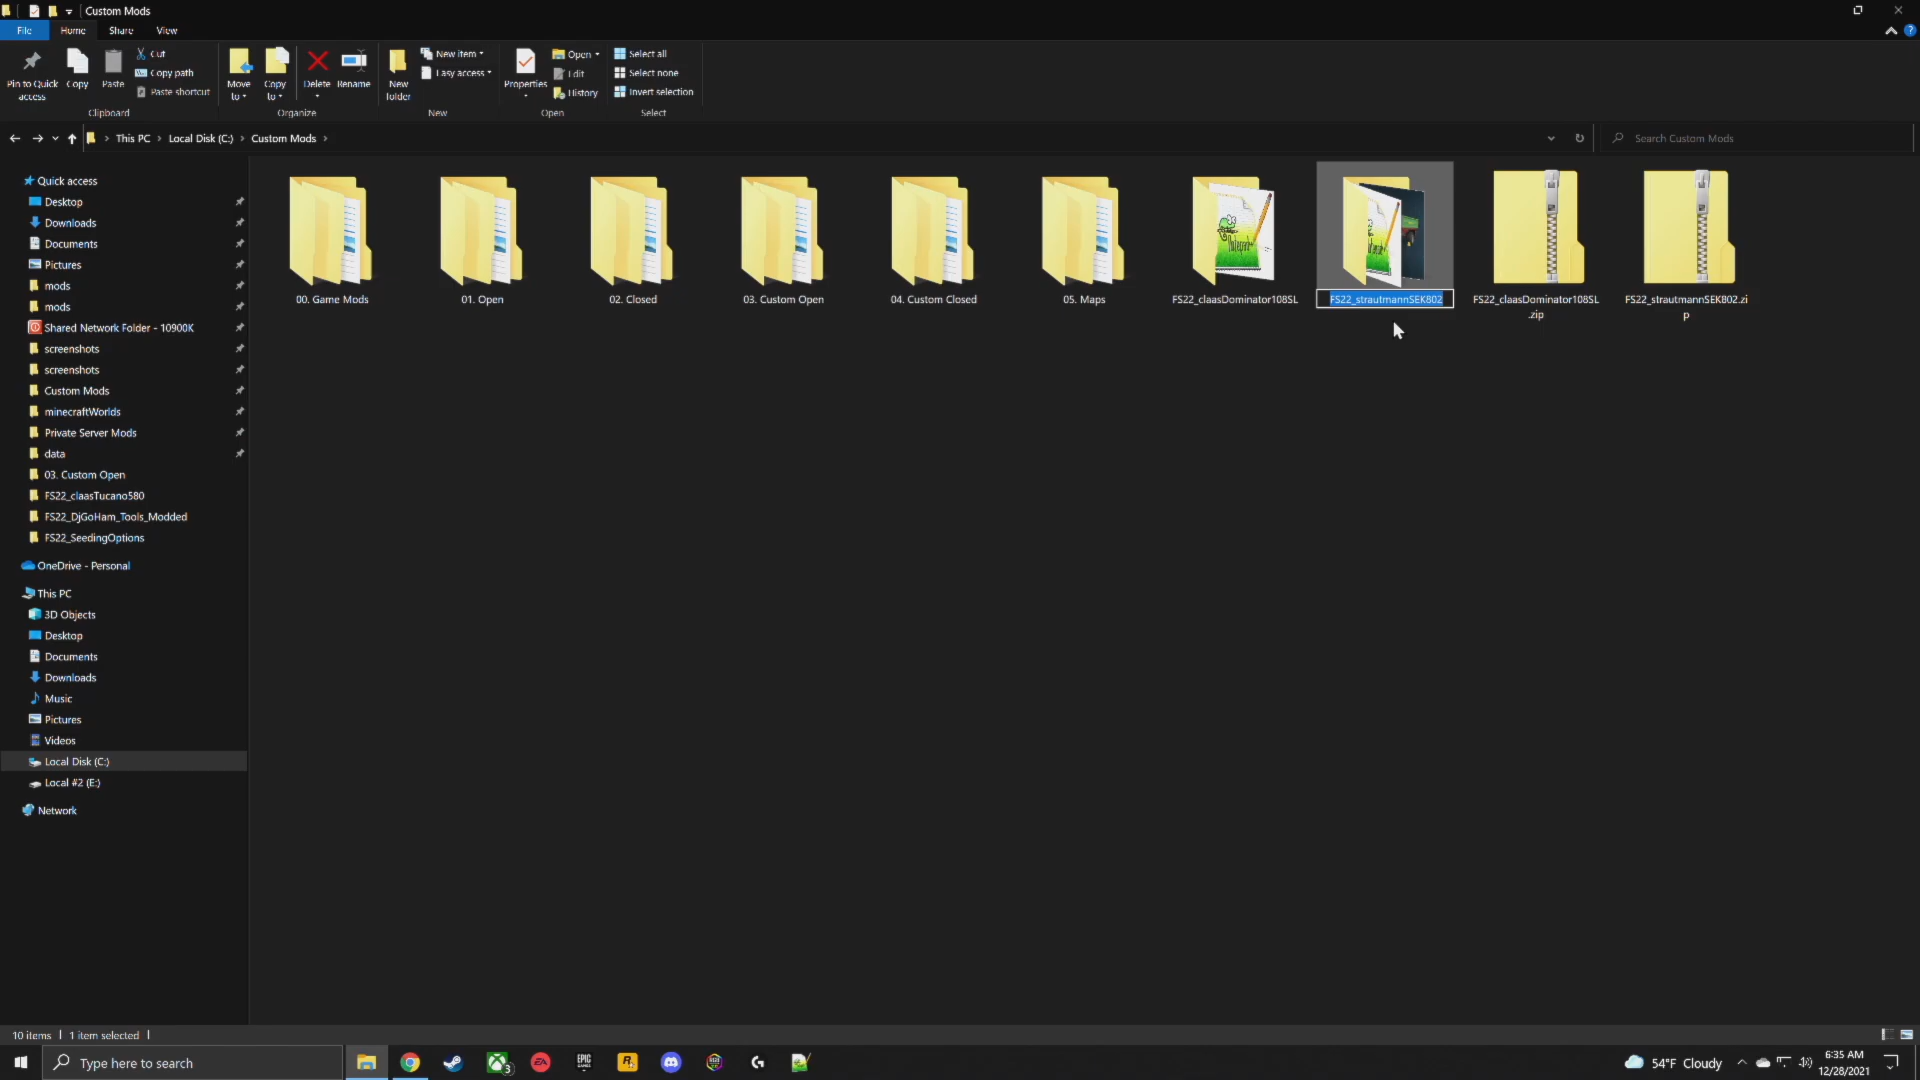 Custom Mods
File
Home
Share
View
Pin to Quick
access
Copy
Paste
Cut
Copy path
Paste shortcut
Clipboard
Move
to
Copy
to
Delete
Rename
Organize
New
folder
New item
Easy access
New
Properties
Open
Edit
History
Open
Select all
Select none
Invert selection
Select
This PC
Local Disk (C:)
Custom Mods
Search Custom Mods
Quick access
Desktop
Downloads
Documents
Pictures
mods
mods
Shared Network Folder - 10900K
screenshots
screenshots
Custom Mods
minecraftWorlds
Private Server Mods
data
03. Custom Open
FS22_claasTucano580
FS22_DjGoHam_Tools_Modded
FS22_SeedingOptions
OneDrive - Personal
This PC
3D Objects
Desktop
Documents
Downloads
Music
Pictures
Videos
Local Disk (C:)
Local #2 (E:)
Network
00. Game Mods
01. Open
02. Closed
03. Custom Open
04. Custom Closed
05. Maps
FS22_claasDominator108SL
FS22_strautmannSEK802
FS22_claasDominator108SL
.zip
FS22_strautmannSEK802.zi
p
10 items
1 item selected
Type here to search
3
EA
EPIC
GAMES
R
G
54°F Cloudy
6:35 AM
12/28/2021